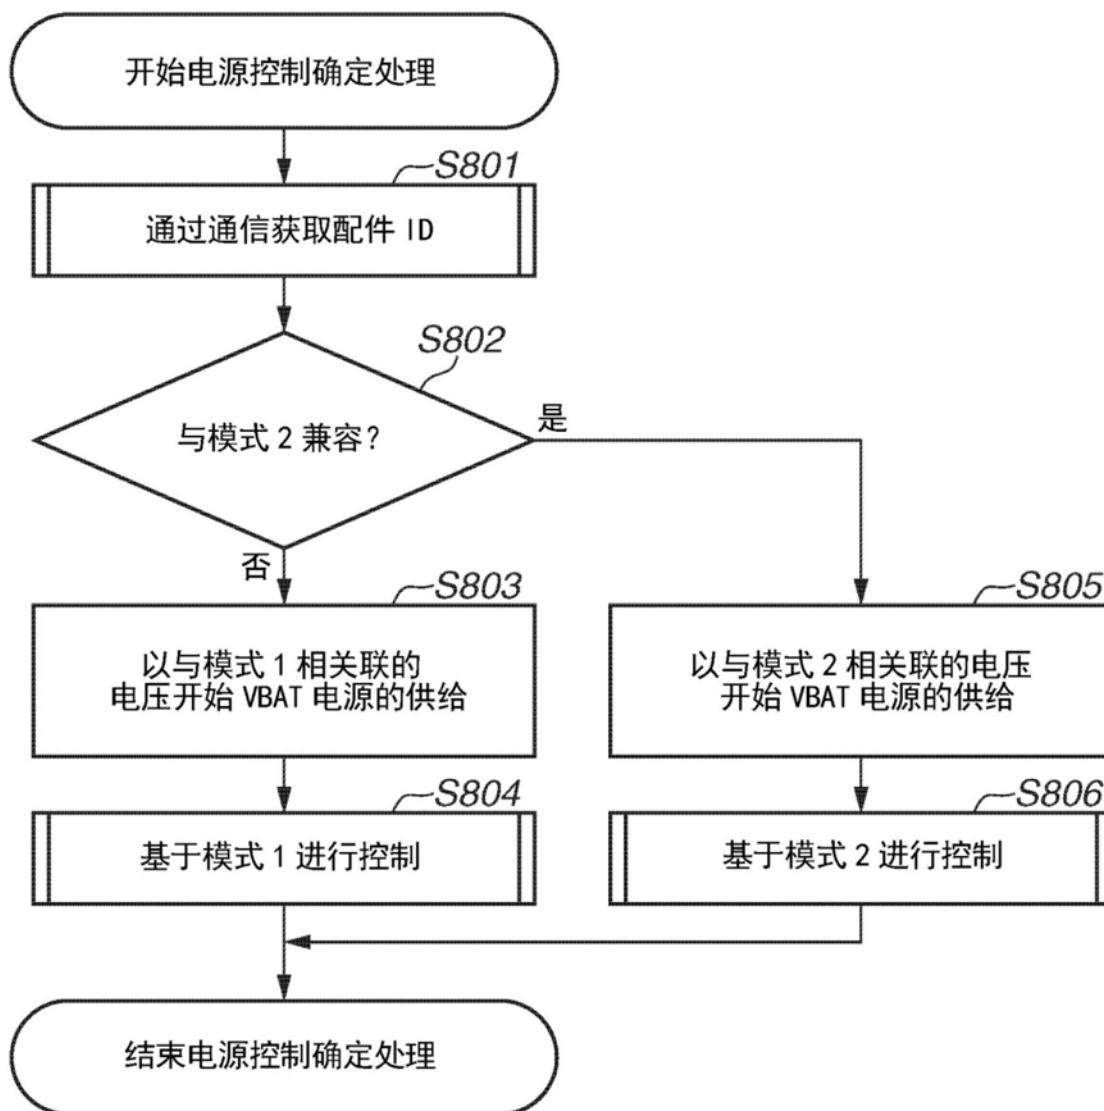 开始电源控制确定处理
S801
通过通信获取配件 ID
S802
与模式 2 兼容?
是
否
S803
以与模式 1 相关联的
电压开始 VBAT 电源的供给
S805
以与模式 2 相关联的电压
开始 VBAT 电源的供给
S804
基于模式 1 进行控制
S806
基于模式 2 进行控制
结束电源控制确定处理